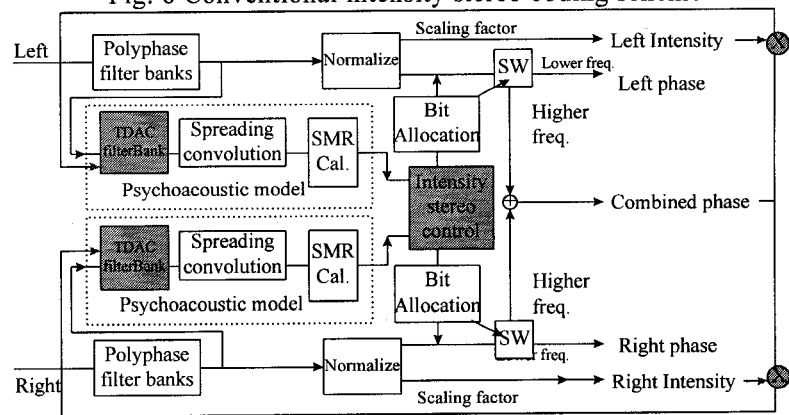 Fig. 6 Conventional intensity stereo coding scheme
Left
Polyphase
filter banks
Normalize
Scaling factor
Left Intensity
X
SW
Lower freq.
Left phase
Bit
Allocation
Higher
freq.
TDAC
filterBank
Spreading
convolution
SMR
Cal.
Psychoacoustic model
Intensity
stereo
control
Combined phase
TDAC
filterBank
Spreading
convolution
SMR
Cal.
Psychoacoustic model
Bit
Allocation
Higher
freq.
SW
freq.
Right phase
Right
Polyphase
filter banks
Normalize
Scaling factor
Right Intensity
X